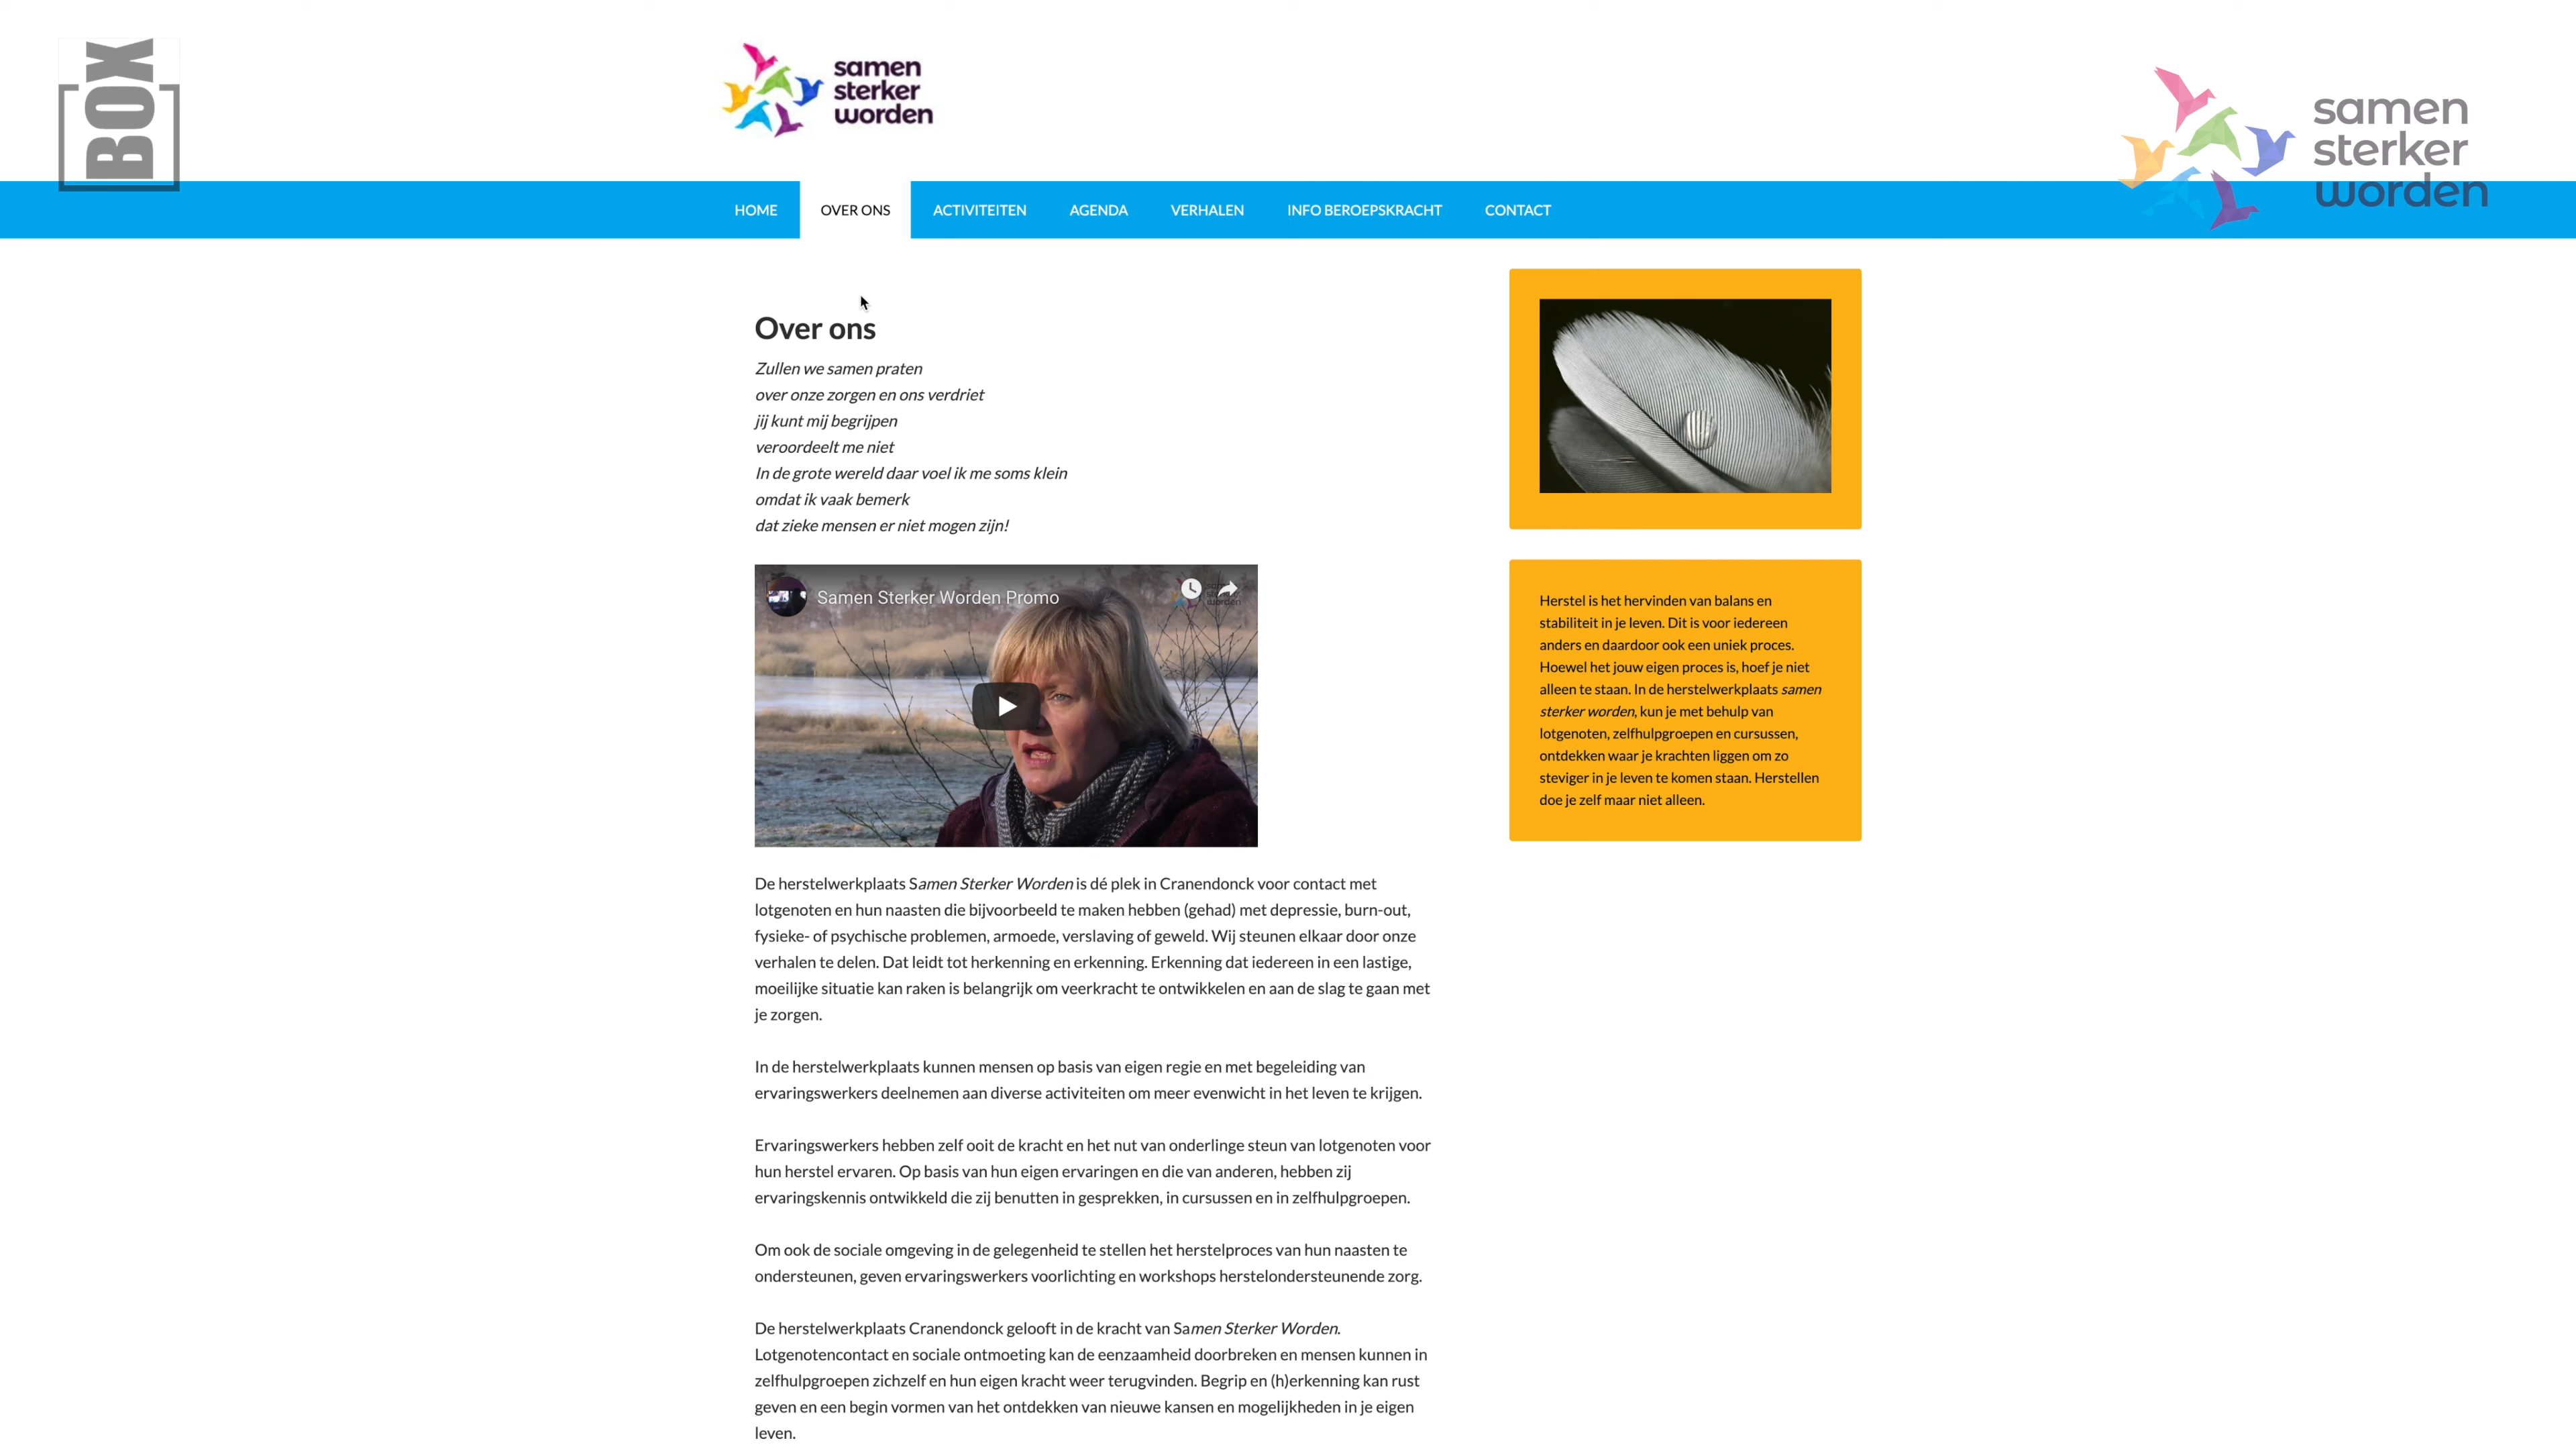 BOX
samen
sterker
worden
samen
sterker
worden
HOME OVER ONS ACTIVITEITEN AGENDA VERHALEN INFO BEROEPSKRACHT CONTACT
Over ons
Zullen we samen praten
over onze zorgen en ons verdriet
jij kunt mij begrijpen
veroordeelt me niet
In de grote wereld daar voel ik me soms klein
omdat ik vaak bemerk
dat zieke mensen er niet mogen zijn!
Samen Sterker Worden Promo
De herstelwerkplaats Samen Sterker Worden is dé plek in Cranendonck voor contact met
lotgenoten en hun naasten die bijvoorbeeld te maken hebben (gehad) met depressie, burn-out,
fysieke- of psychische problemen, armoede, verslaving of geweld. Wij steunen elkaar door onze
verhalen te delen. Dat leidt tot herkenning en erkenning. Erkenning dat iedereen in een lastige,
moeilijke situatie kan raken is belangrijk om veerkracht te ontwikkelen en aan de slag te gaan met
je zorgen.
In de herstelwerkplaats kunnen mensen op basis van eigen regie en met begeleiding van
ervaringswerkers deelnemen aan diverse activiteiten om meer evenwicht in het leven te krijgen.
Ervaringswerkers hebben zelf ooit de kracht en het nut van onderlinge steun van lotgenoten voor
hun herstel ervaren. Op basis van hun eigen ervaringen en die van anderen, hebben zij
ervaringskennis ontwikkeld die zij benutten in gesprekken, in cursussen en in zelfhulpgroepen.
Om ook de sociale omgeving in de gelegenheid te stellen het herstelproces van hun naasten te
ondersteunen, geven ervaringswerkers voorlichting en workshops herstelondersteunende zorg.
De herstelwerkplaats Cranendonck gelooft in de kracht van Samen Sterker Worden.
Lotgenotencontact en sociale ontmoeting kan de eenzaamheid doorbreken en mensen kunnen in
zelfhulpgroepen zichzelf en hun eigen kracht weer terugvinden. Begrip en (h)erkenning kan rust
geven en een begin vormen van het ontdekken van nieuwe kansen en mogelijkheden in je eigen
leven.
Herstel is het hervinden van balans en
stabiliteit in je leven. Dit is voor iedereen
anders en daardoor ook een uniek proces.
Hoewel het jouw eigen proces is, hoef je niet
alleen te staan. In de herstelwerkplaats samen
sterker worden, kun je met behulp van
lotgenoten, zelfhulpgroepen en cursussen,
ontdekken waar je krachten liggen om zo
steviger in je leven te komen staan. Herstellen
doe je zelf maar niet alleen.